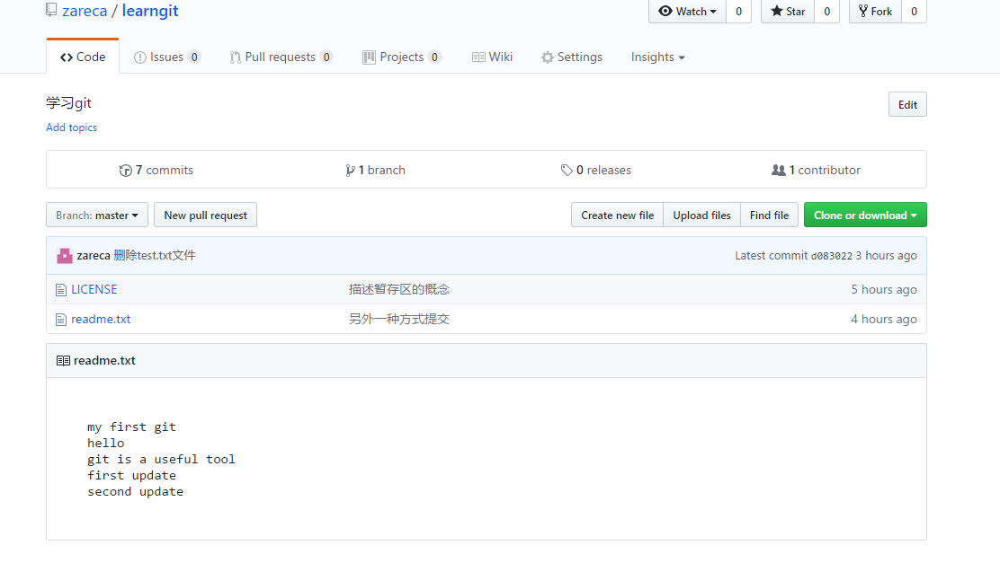 zareca / learngit Watch 0 Star 0 Fork 0
Code Issues 0 Pull requests 0 Projects 0 Wiki Settings Insights
学习git Edit
Add topics
7 commits 1 branch 0 releases 1 contributor
Branch: master New pull request Create new file Upload files Find file Clone or download
zareca 删除test.txt文件 Latest commit d083022 3 hours ago
LICENSE 描述暂存区的概念 5 hours ago
readme.txt 另外一种方式提交 4 hours ago
readme.txt
my first git
hello
git is a useful tool
first update
second update